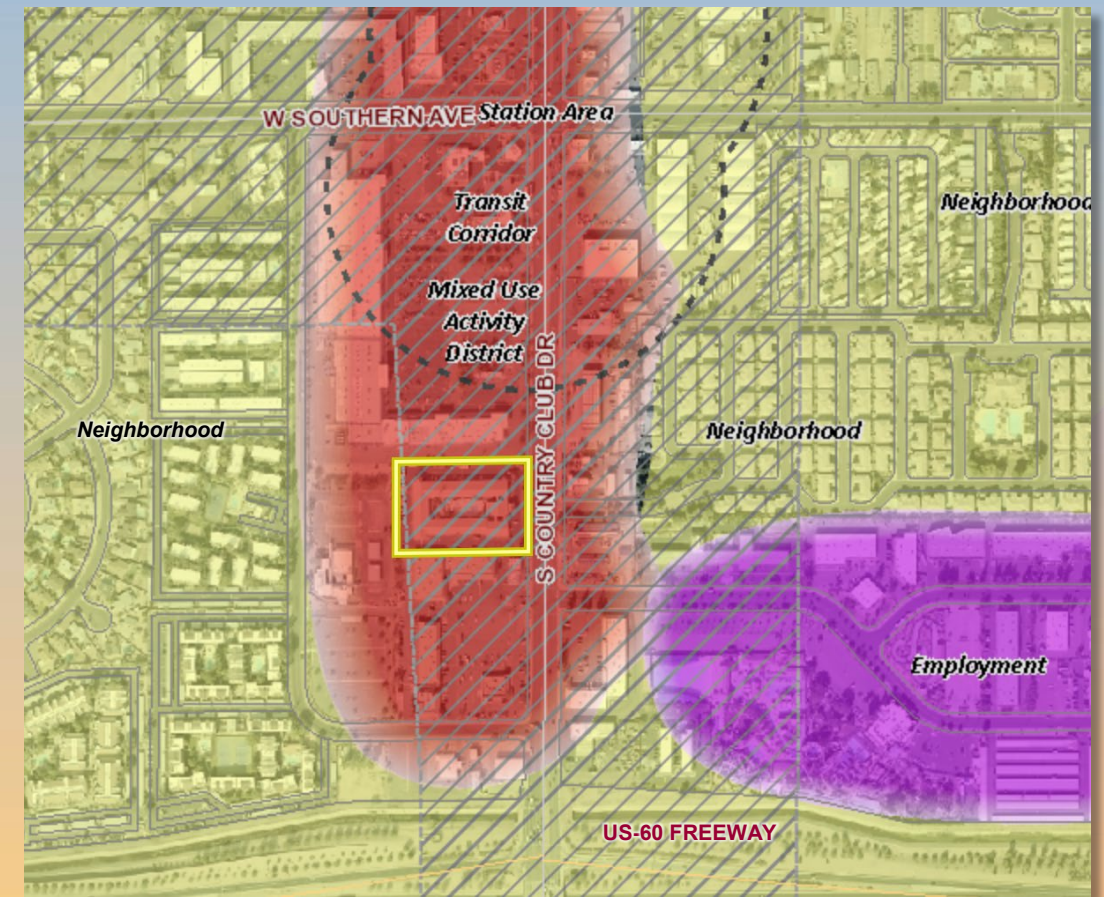 W SOUTHERN AVE
Station Area
Transit
Corridor
Neighborhood
Mixed Use
Activity
District
S COUNTRY CLUB DR
Neighborhood
Neighborhood
Employment
US-60 FREEWAY